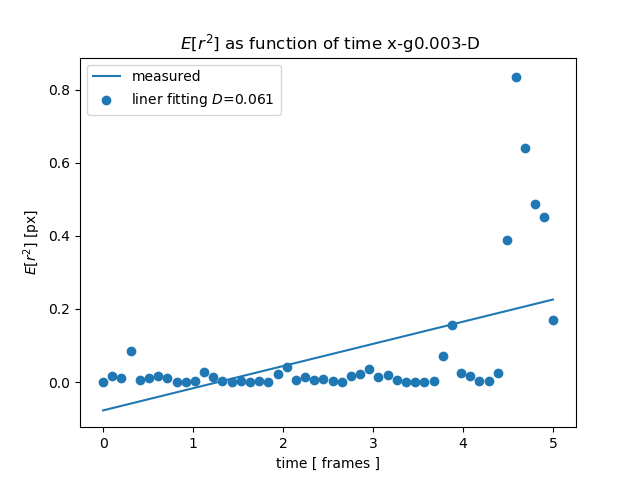 E[r²] as function of time x-g0.003-D
measured
liner fitting D=0.061
0.8
0.6
0.4
0.2
0.0
E[r²] [px]
0 1 2 3 4 5
time [ frames ]